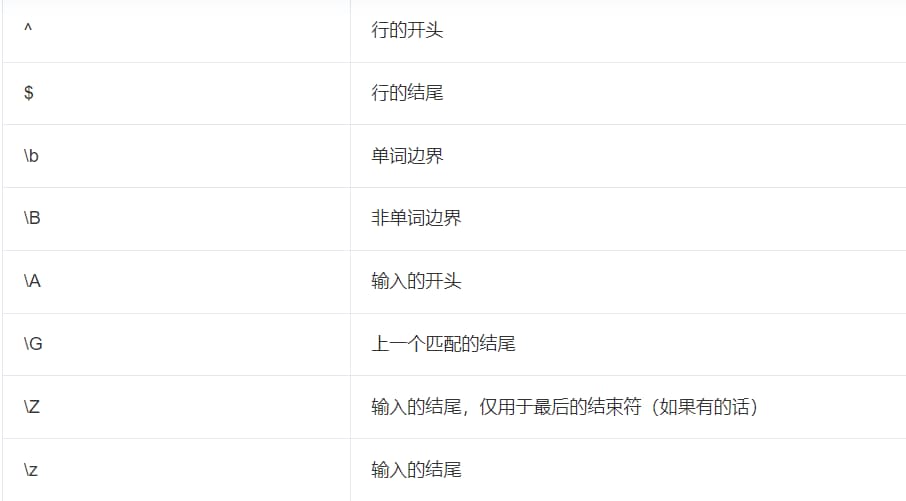 ^ 行的开头
$ 行的结尾
\b 单词边界
\B 非单词边界
\A 输入的开头
\G 上一个匹配的结尾
\Z 输入的结尾，仅用于最后的结束符（如果有的话）
\z 输入的结尾